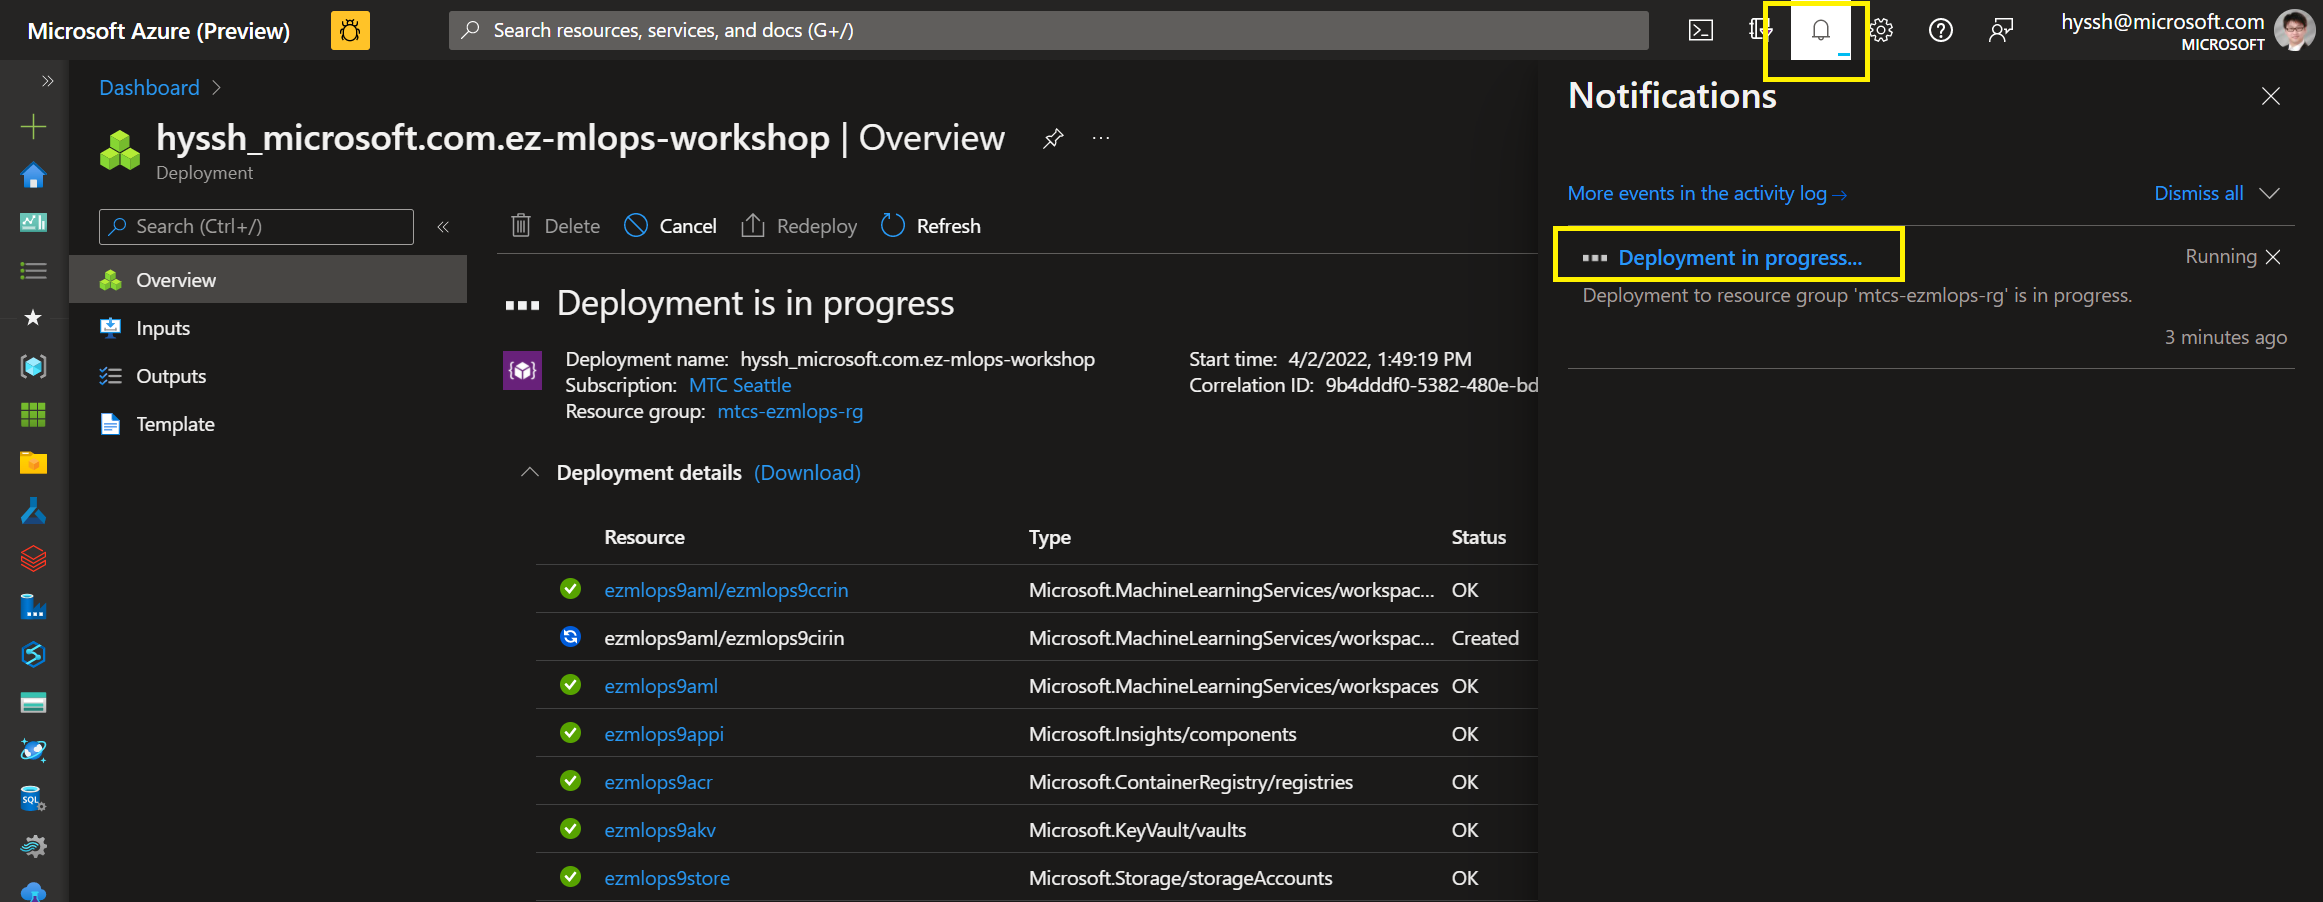 Microsoft Azure (Preview)
Search resources, services, and docs (G+/)
hyssh@microsoft.com
MICROSOFT
Dashboard
hyssh_microsoft.com.ez-mlops-workshop | Overview
Deployment
Search (Ctrl+/)
Overview
Inputs
Outputs
Template
Delete
Cancel
Redeploy
Refresh
Deployment is in progress
Deployment name: hyssh_microsoft.com.ez-mlops-workshop
Subscription: MTC Seattle
Resource group: mtcs-ezmlops-rg
Start time: 4/2/2022, 1:49:19 PM
Correlation ID: 9b4dddf0-5382-480e-bd
Deployment details (Download)
Resource Type Status
ezmlops9aml/ezmlops9ccrin Microsoft.MachineLearningServices/workspac... OK
ezmlops9aml/ezmlops9cirin Microsoft.MachineLearningServices/workspac... Created
ezmlops9aml Microsoft.MachineLearningServices/workspaces OK
ezmlops9appi Microsoft.Insights/components OK
ezmlops9acr Microsoft.ContainerRegistry/registries OK
ezmlops9akv Microsoft.KeyVault/vaults OK
ezmlops9store Microsoft.Storage/storageAccounts OK
Notifications
More events in the activity log →
Dismiss all
Deployment in progress...
Running
Deployment to resource group 'mtcs-ezmlops-rg' is in progress.
3 minutes ago
SQL